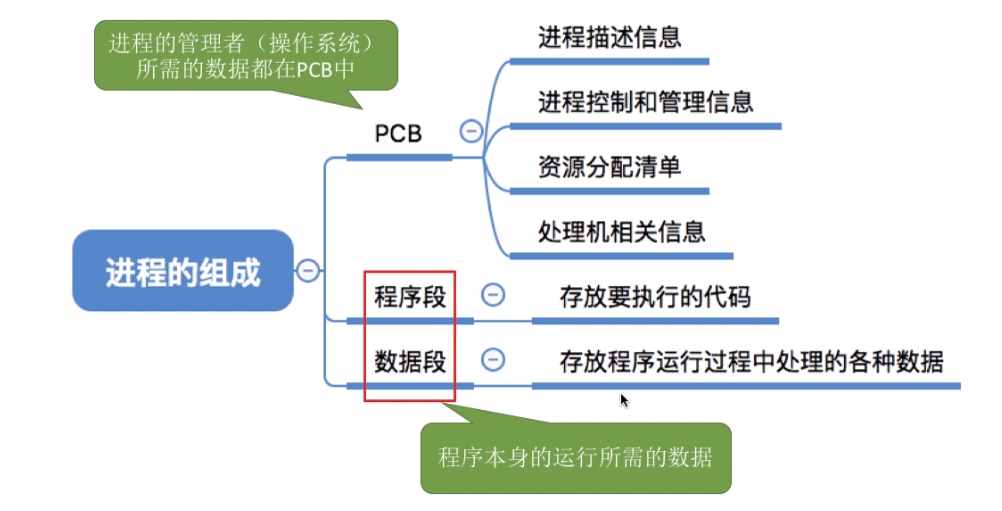 进程的管理者（操作系统）
所需的数据都在PCB中
进程描述信息
进程控制和管理信息
PCB
资源分配清单
处理机相关信息
进程的组成
程序段
存放要执行的代码
数据段
存放程序运行过程中处理的各种数据
程序本身的运行所需的数据